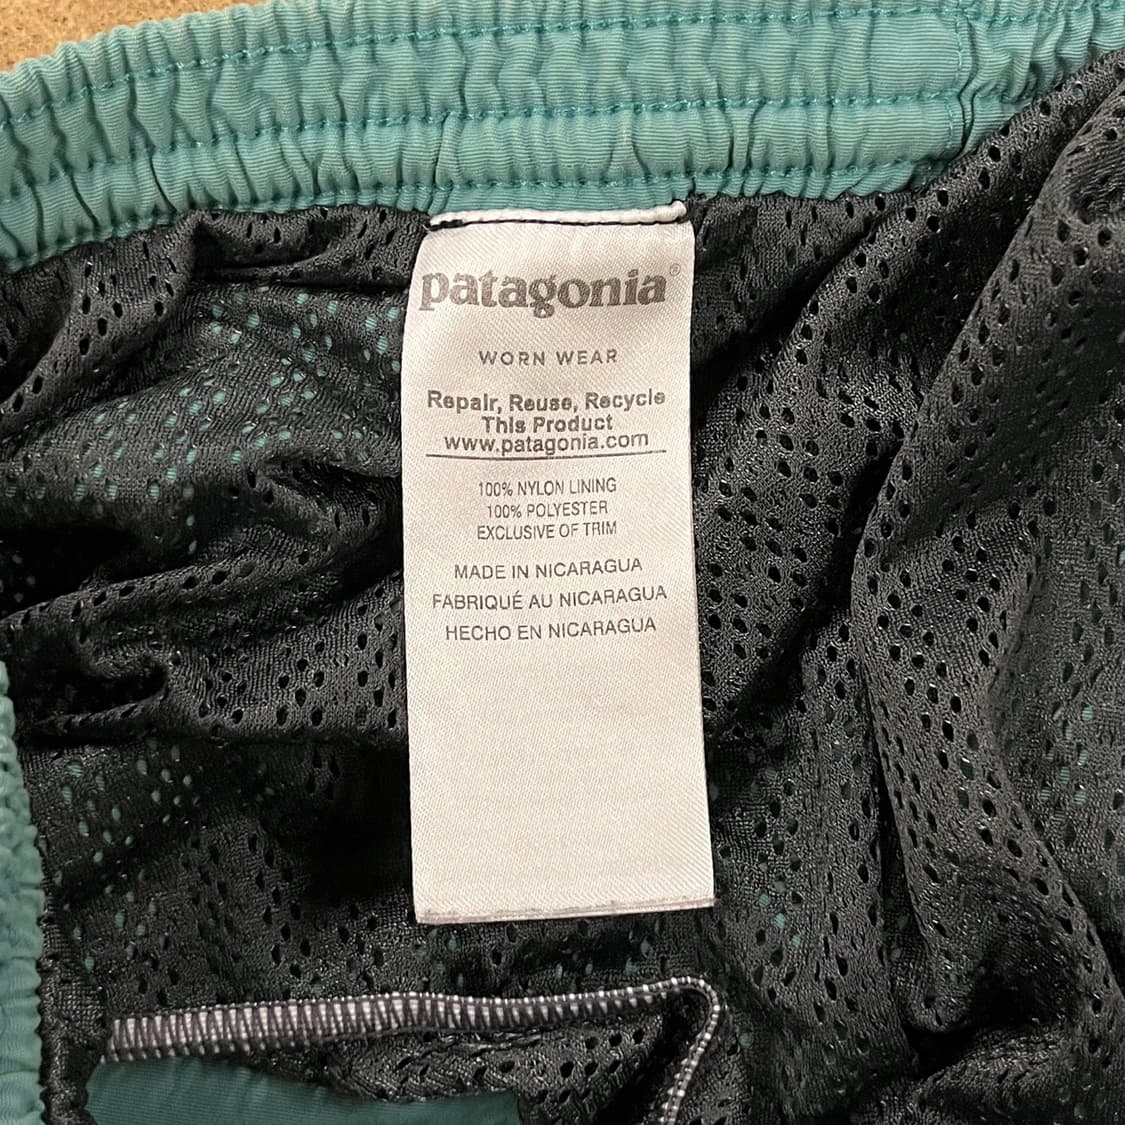 patagonia®
WORN WEAR
Repair, Reuse, Recycle
This Product
www.patagonia.com
100% NYLON LINING
100% POLYESTER
EXCLUSIVE OF TRIM
MADE IN NICARAGUA
FABRIQUÉ AU NICARAGUA
HECHO EN NICARAGUA